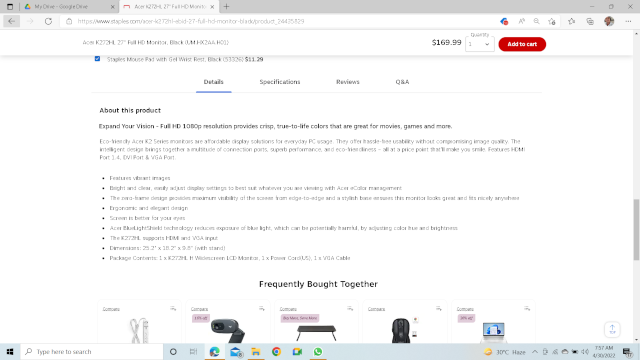 My Drive - Google Drive
Acer K272HL 27" Full HD Monitor
https://www.staples.com/acer-k272hl-ebid-27-full-hd-monitor-black/product_24435829
Acer K272HL 27" Full HD Monitor, Black (UM.HX2AA.H01)
$169.99
Quantity
1
Add to cart
Staples Mouse Pad with Gel Wrist Rest, Black (53326) $11.29
Details
Specifications
Reviews
Q&A
About this product
Expand Your Vision - Full HD 1080p resolution provides crisp, true-to-life colors that are great for movies, games and more.
Eco-friendly Acer K2 Series monitors are affordable display solutions for everyday PC usage. They offer hassle-free usability without compromising image quality. The
intelligent design brings together a multitude of connection ports, superb performance, and eco-friendliness - all at a price point that'll make you smile. Features HDMI
Port 1.4, DVI Port & VGA Port.
Features vibrant images
Bright and clear, easily adjust display settings to best suit whatever you are viewing with Acer eColor management
The zero-frame design provides maximum visibility of the screen from edge-to-edge and a stylish base ensures this monitor looks great and fits nicely anywhere
Ergonomic and elegant design
Screen is better for your eyes
Acer BlueLightShield technology reduces exposure of blue light, which can be potentially harmful, by adjusting color hue and brightness
The K272HL supports HDMI and VGA input
Dimensions: 25.2" x 18.2" x 9.8" (with stand)
Package Contents: 1 x K272HL H Widescreen LCD Monitor, 1 x Power Cord(US), 1 x VGA Cable
Frequently Bought Together
Compare
Compare
Compare
Compare
Compare
Buy More, Save More
Type here to search
30°C Haze
7:57 AM
4/30/2022